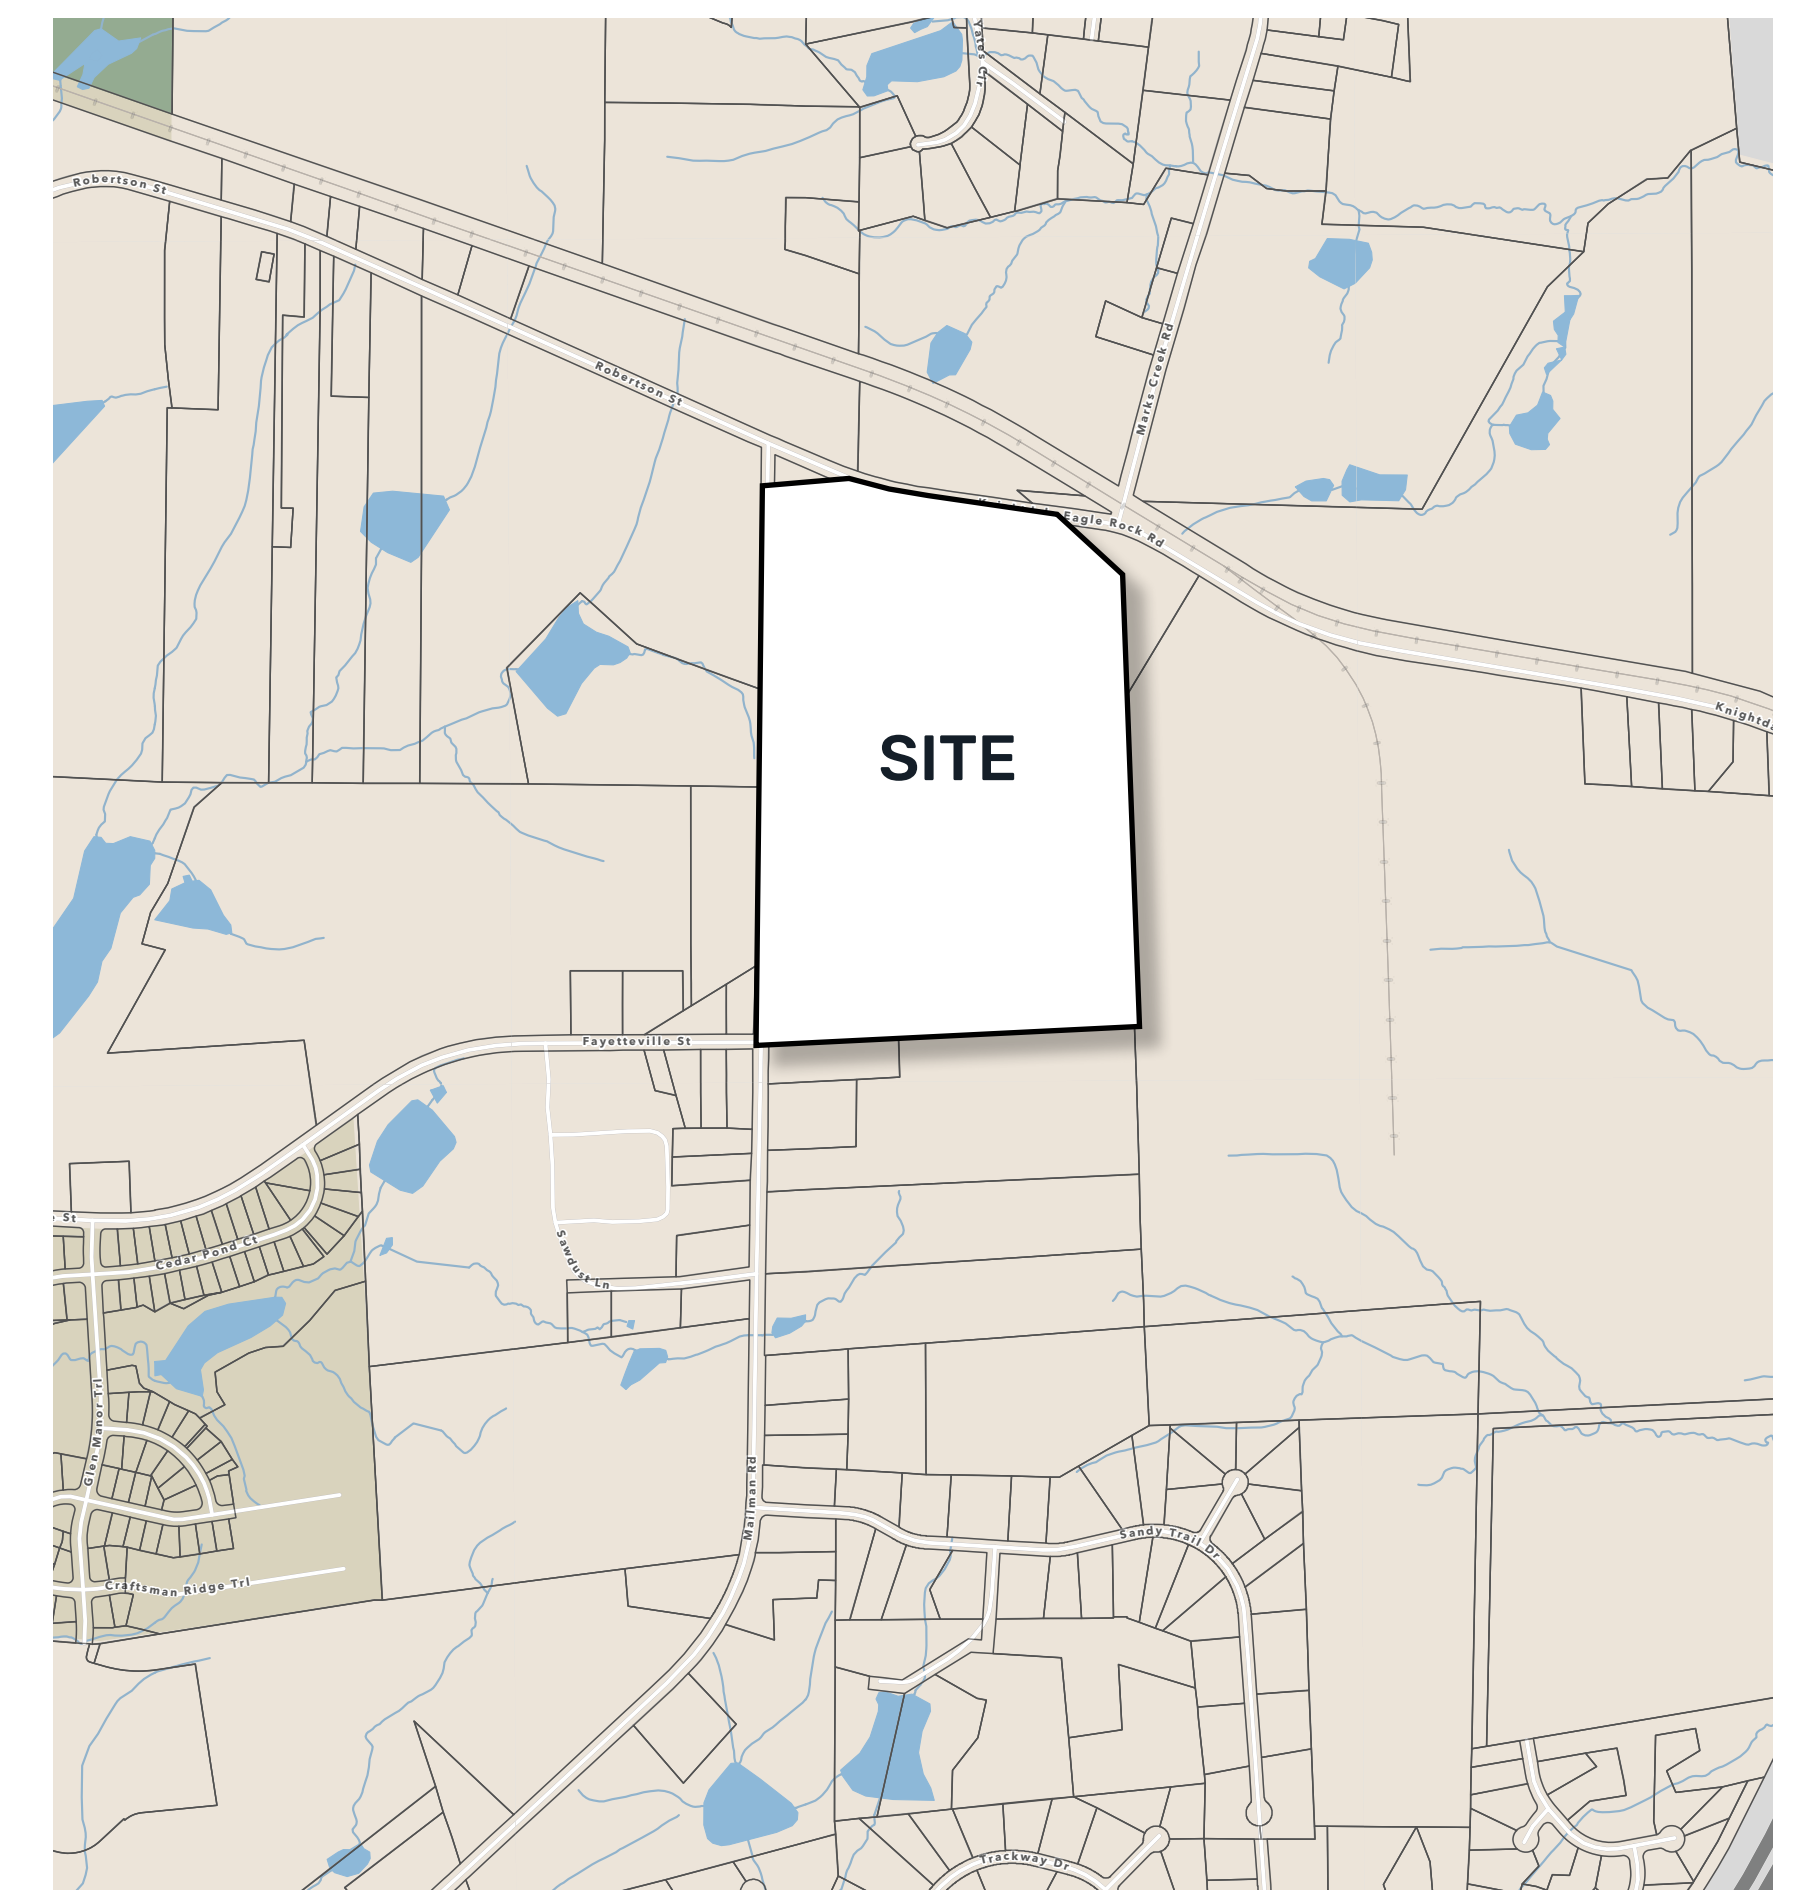 Yates Cir
Robertson St
Marks Creek Rd
Robertson St
Eagle Rock Rd
SITE
Fayetteville St
St
Cedar Pond Ct
Sawdust Ln
Glen Manor Trl
Mailman Rd
Sandy Trail Dr
Craftsman Ridge Trl
Trackway Dr